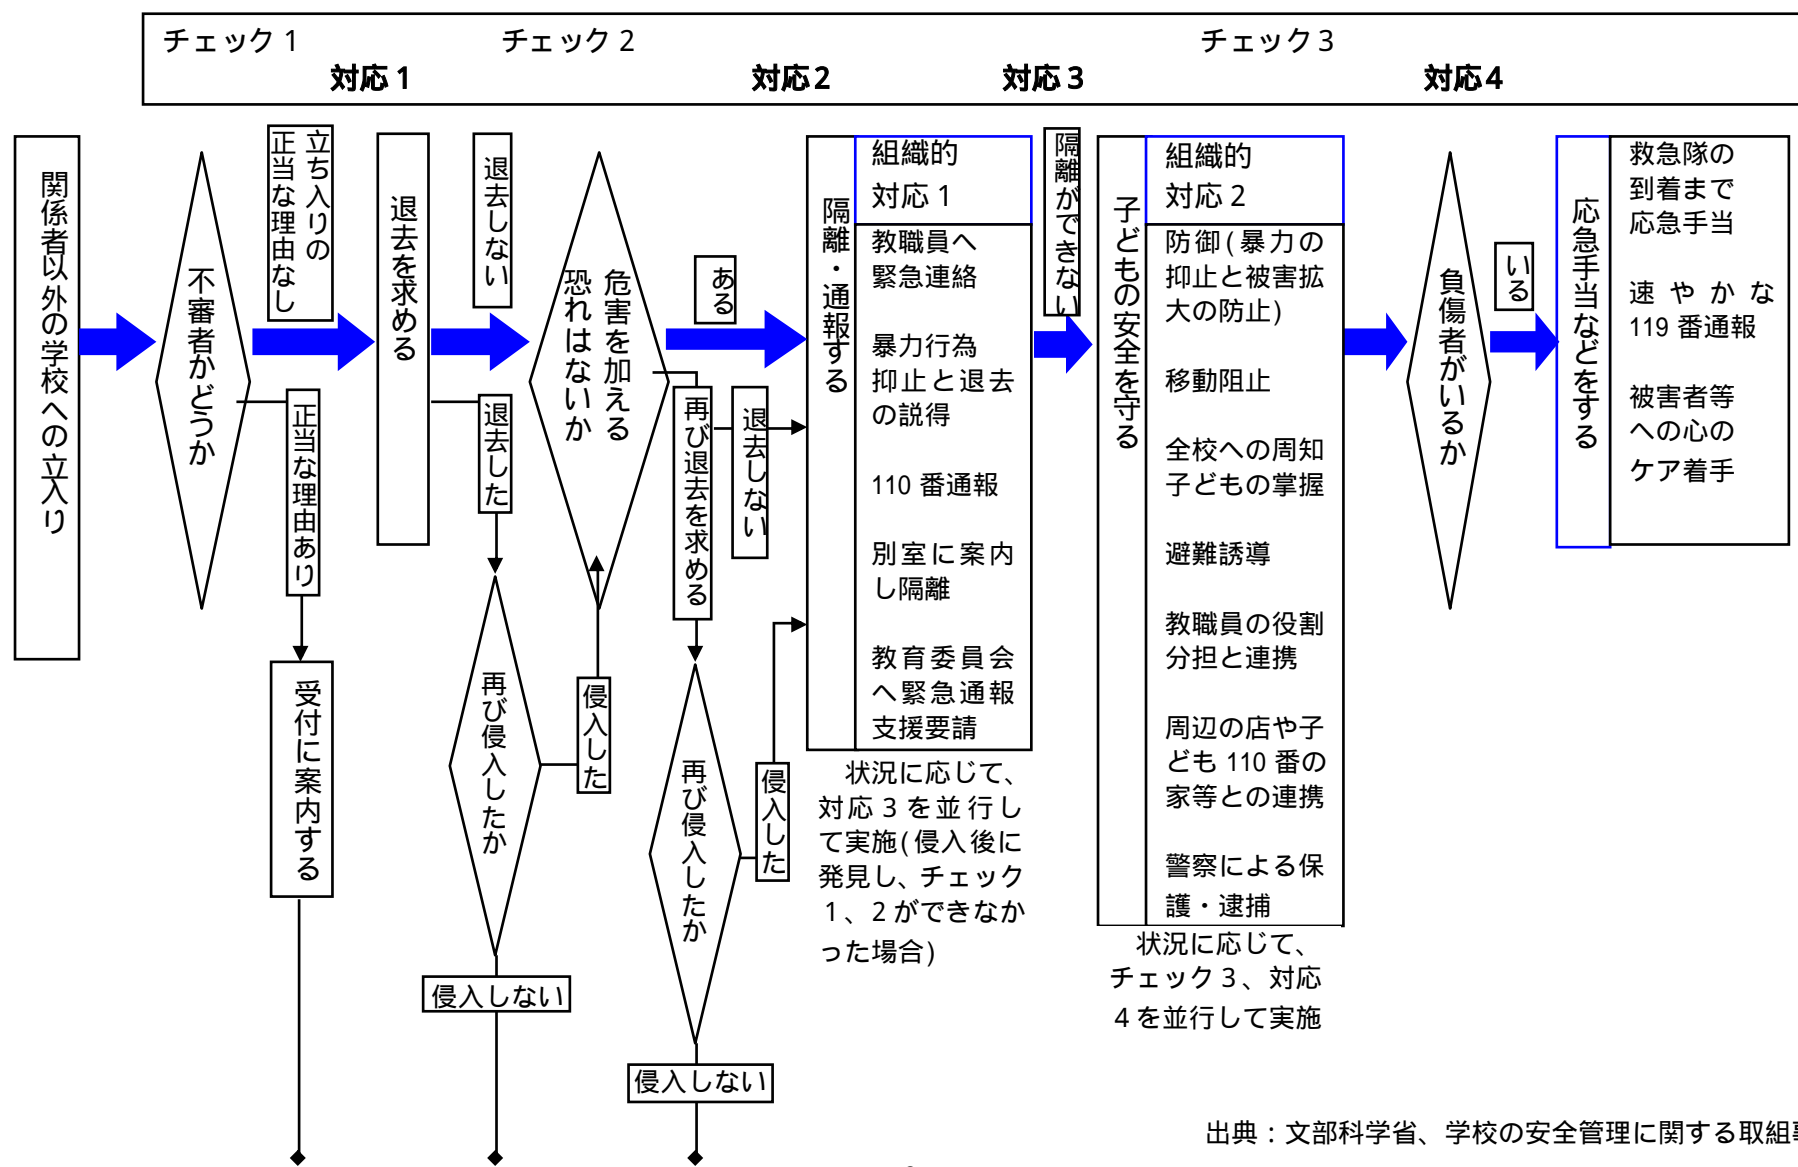 チェック 1
チェック 2
チェック 3
対応 1
対応 2
対応 3
対応 4
関係者以外の学校への立入り
不審者かどうか
立ち入りの
正当な理由なし
正当な理由あり
受付に案内する
退去を求める
退去しない
退去した
再び侵入したか
侵入した
侵入しない
危害を加える
恐れはないか
ある
再び退去を求める
退去しない
再び侵入したか
侵入した
侵入しない
隔離・通報する
組織的
対応 1
教職員へ
緊急連絡
暴力行為
抑止と退去
の説得
110 番通報
別室に案内
し隔離
教育委員会
へ緊急通報
支援要請
状況に応じて、
対応 3 を並行し
て実施(侵入後に
発見し、チェック
1、2 ができなか
った場合)
隔離ができない
子どもの安全を守る
組織的
対応 2
防御(暴力の
抑止と被害拡
大の防止)
移動阻止
全校への周知
子どもの掌握
避難誘導
教職員の役割
分担と連携
周辺の店や子
ども 110 番の
家等との連携
警察による保
護・逮捕
状況に応じて、
チェック 3、対応
4 を並行して実施
負傷者がいるか
いる
応急手当などをする
救急隊の
到着まで
応急手当
速やかな
119 番通報
被害者等
への心の
ケア着手
出典：文部科学省、学校の安全管理に関する取組